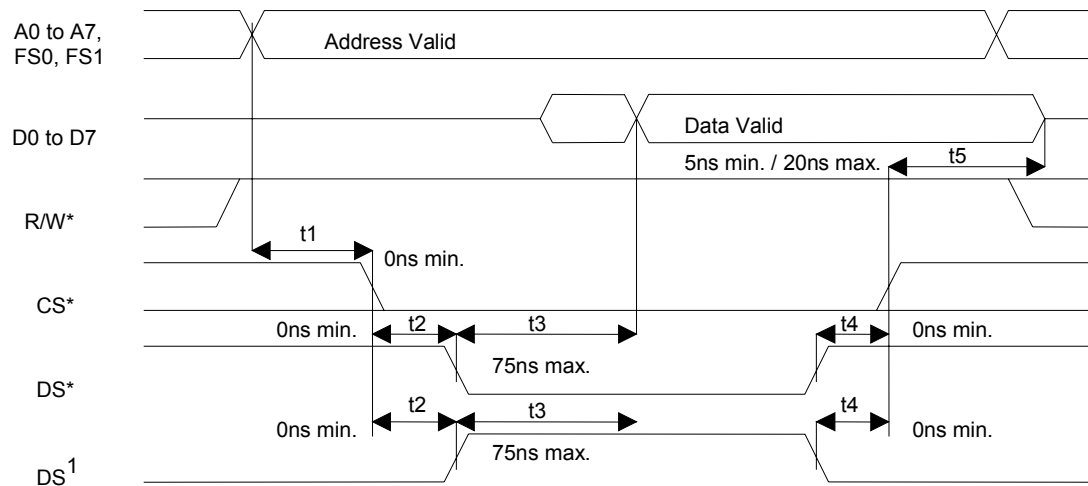 A0 to A7,
FS0, FS1
Address Valid
D0 to D7
Data Valid
5ns min. / 20ns max.
t5
R/W*
t1
0ns min.
CS*
0ns min.
t2
t3
t4
0ns min.
75ns max.
DS*
0ns min.
t2
t3
t4
0ns min.
75ns max.
DS1